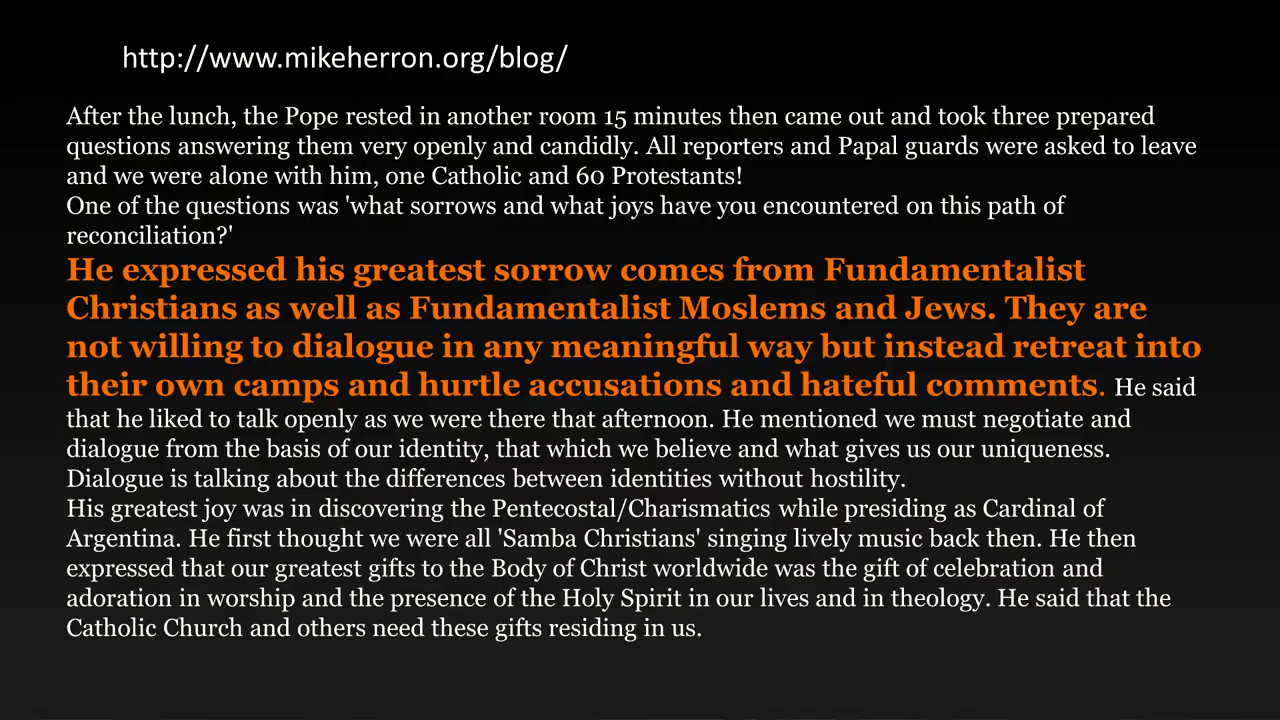 http://www.mikeherron.org/blog/
After the lunch, the Pope rested in another room 15 minutes then came out and took three prepared
questions answering them very openly and candidly. All reporters and Papal guards were asked to leave
and we were alone with him, one Catholic and 60 Protestants!
One of the questions was 'what sorrows and what joys have you encountered on this path of
reconciliation?'
He expressed his greatest sorrow comes from Fundamentalist
Christians as well as Fundamentalist Moslems and Jews. They are
not willing to dialogue in any meaningful way but instead retreat into
their own camps and hurtle accusations and hateful comments. He said
that he liked to talk openly as we were there that afternoon. He mentioned we must negotiate and
dialogue from the basis of our identity, that which we believe and what gives us our uniqueness.
Dialogue is talking about the differences between identities without hostility.
His greatest joy was in discovering the Pentecostal/Charismatics while presiding as Cardinal of
Argentina. He first thought we were all 'Samba Christians' singing lively music back then. He then
expressed that our greatest gifts to the Body of Christ worldwide was the gift of celebration and
adoration in worship and the presence of the Holy Spirit in our lives and in theology. He said that the
Catholic Church and others need these gifts residing in us.